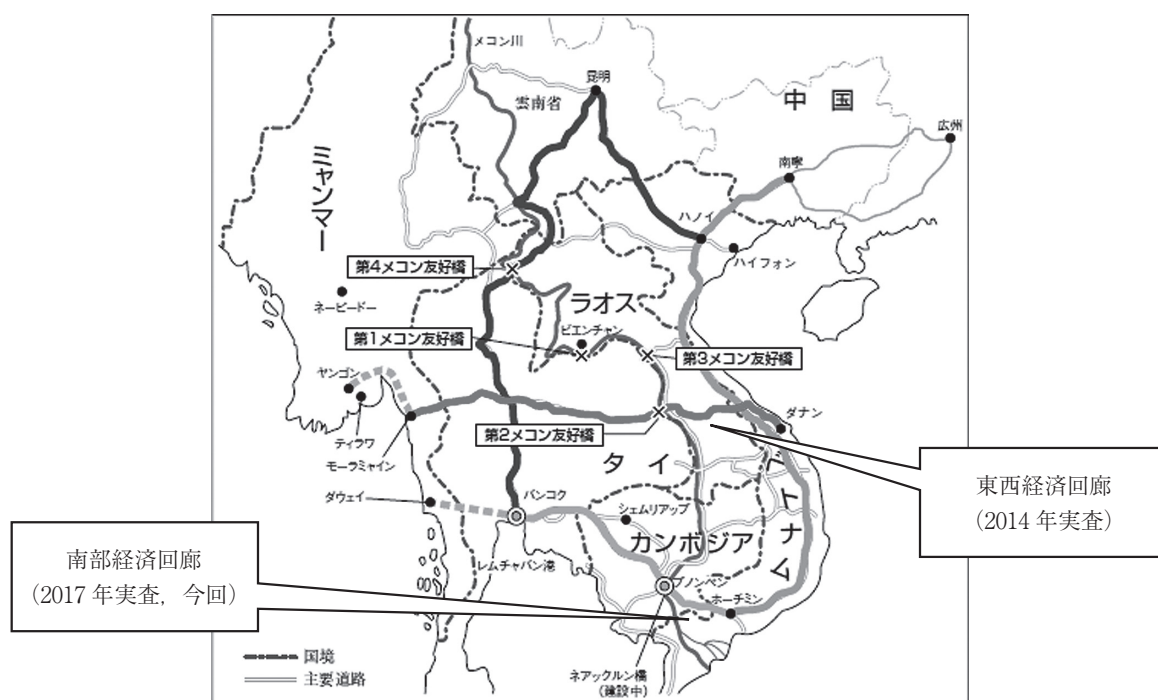 メコン川
昆明
雲南省
中 国
広州
南寧
ミャンマー
ハノイ
ハイフォン
第4メコン友好橋
ラオス
ネーピードー
ビエンチャン
第1メコン友好橋
第3メコン友好橋
ヤンゴン
ダナン
ティラワ
第2メコン友好橋
モーラミャイン
タ イ
ベトナム
東西経済回廊
(2014年実査)
ダウェイ
バンコク
シェムリアップ
カンボジア
南部経済回廊
(2017年実査，今回)
レムチャバン港
プノンペン
ホーチミン
国境
主要道路
ネアックルン橋
(建設中)